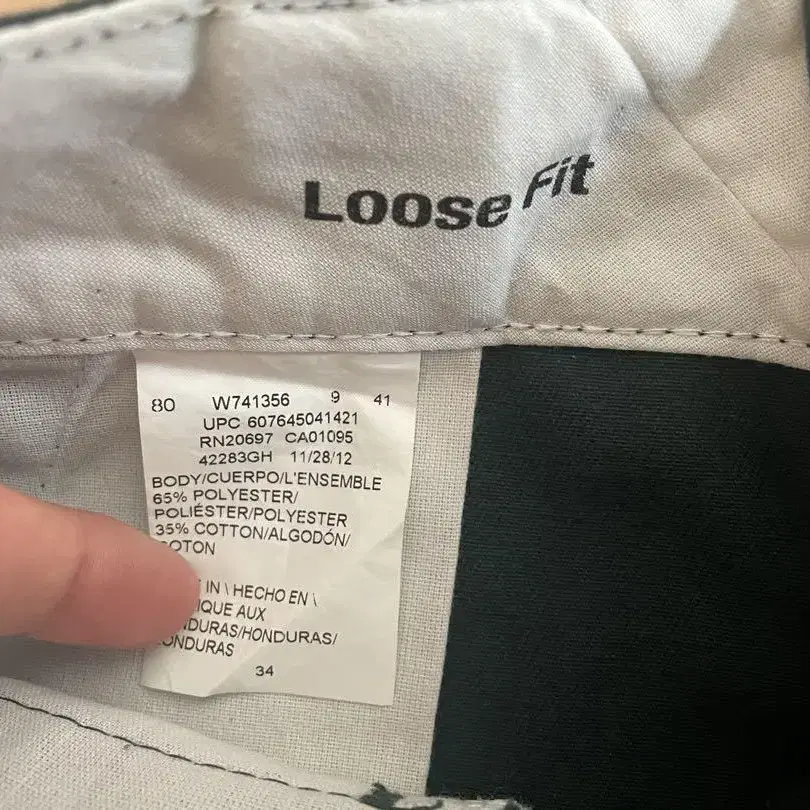 Loose Fit
80 W741356 9 41
UPC 607645041421
RN20697 CA01095
42283GH 11/28/12
BODY/CUERPO/L'ENSEMBLE
65% POLYESTER/
POLIÉSTER/POLYESTER
35% COTTON/ALGODÓN/
COTON
IN \ HECHO EN \
AUX
/HONDURAS/
34